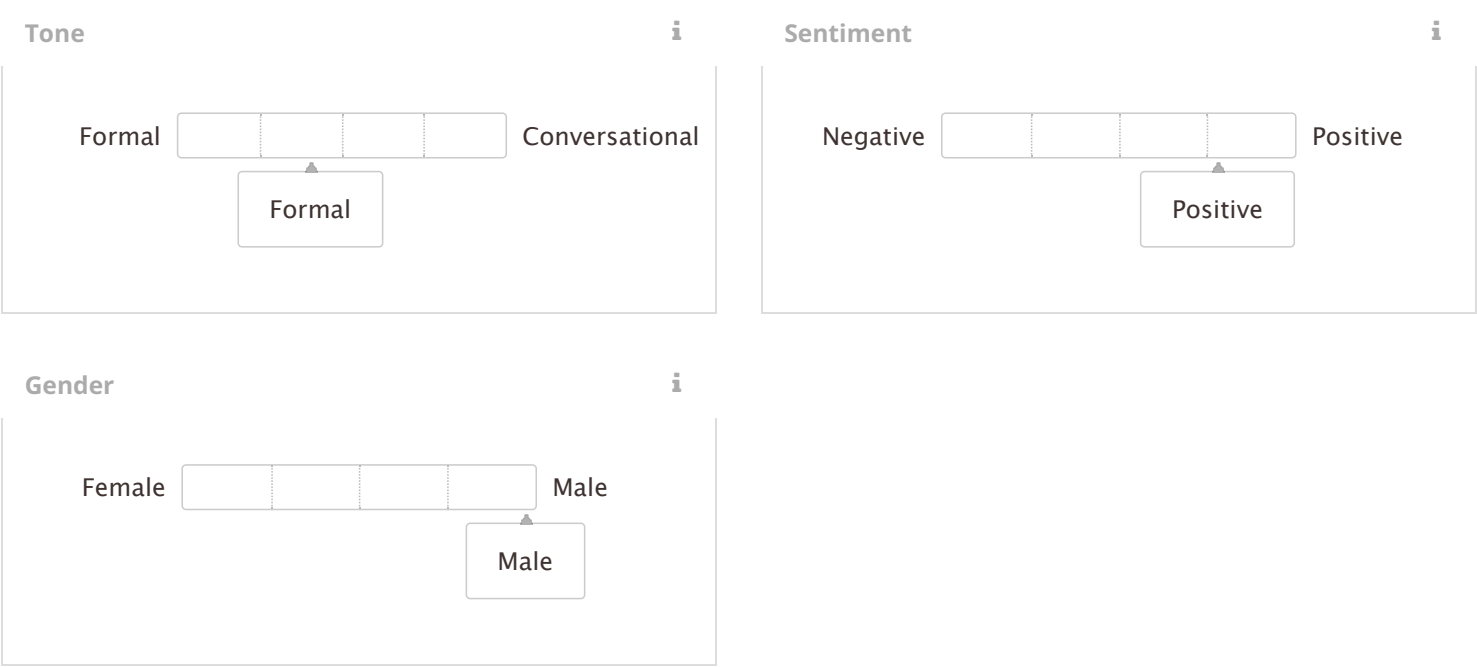 Tone i
Formal Conversational
Formal
Sentiment i
Negative Positive
Positive
Gender i
Female Male
Male